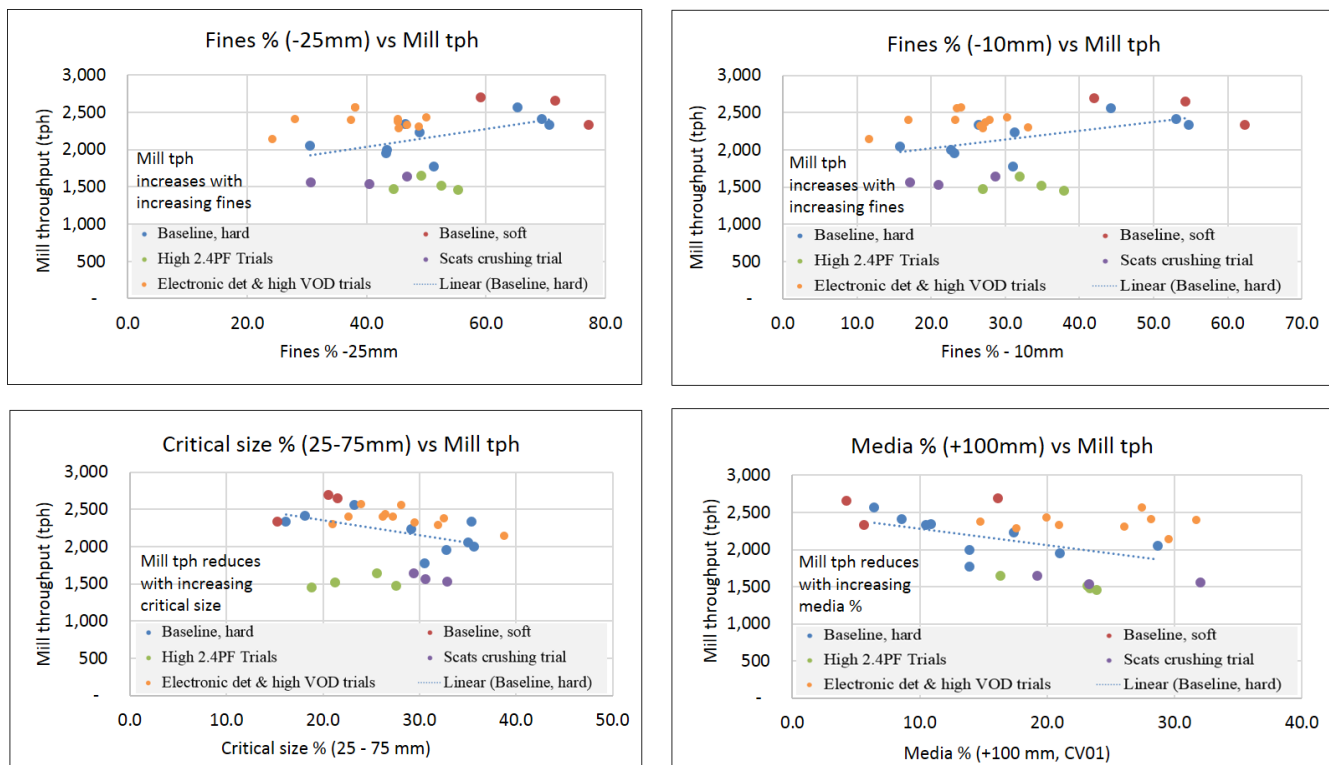 Fines % (-25mm) vs Mill tph
Mill throughput (tph)
3,000
2,500
2,000
1,500
1,000
500
-
Mill tph
increases with
increasing fines
Baseline, hard
Baseline, soft
High 2.4PF Trials
Scats crushing trial
Electronic det & high VOD trials
Linear (Baseline, hard)
0.0 20.0 40.0 60.0 80.0
Fines % -25mm
Fines % (-10mm) vs Mill tph
Mill throughput (tph)
3,000
2,500
2,000
1,500
1,000
500
-
Mill tph
increases with
increasing fines
Baseline, hard
Baseline, soft
High 2.4PF Trials
Scats crushing trial
Electronic det & high VOD trials
Linear (Baseline, hard)
0.0 10.0 20.0 30.0 40.0 50.0 60.0 70.0
Fines % - 10mm
Critical size % (25-75mm) vs Mill tph
Mill throughput (tph)
3,000
2,500
2,000
1,500
1,000
500
-
Mill tph reduces
with increasing
critical size
Baseline, hard
Baseline, soft
High 2.4PF Trials
Scats crushing trial
Electronic det & high VOD trials
Linear (Baseline, hard)
0.0 10.0 20.0 30.0 40.0 50.0
Critical size % (25 - 75 mm)
Media % (+100mm) vs Mill tph
Mill throughput (tph)
3,000
2,500
2,000
1,500
1,000
500
-
Mill tph reduces
with increasing
media %
Baseline, hard
Baseline, soft
High 2.4PF Trials
Scats crushing trial
Electronic det & high VOD trials
Linear (Baseline, hard)
0.0 10.0 20.0 30.0 40.0
Media % (+100 mm, CV01)